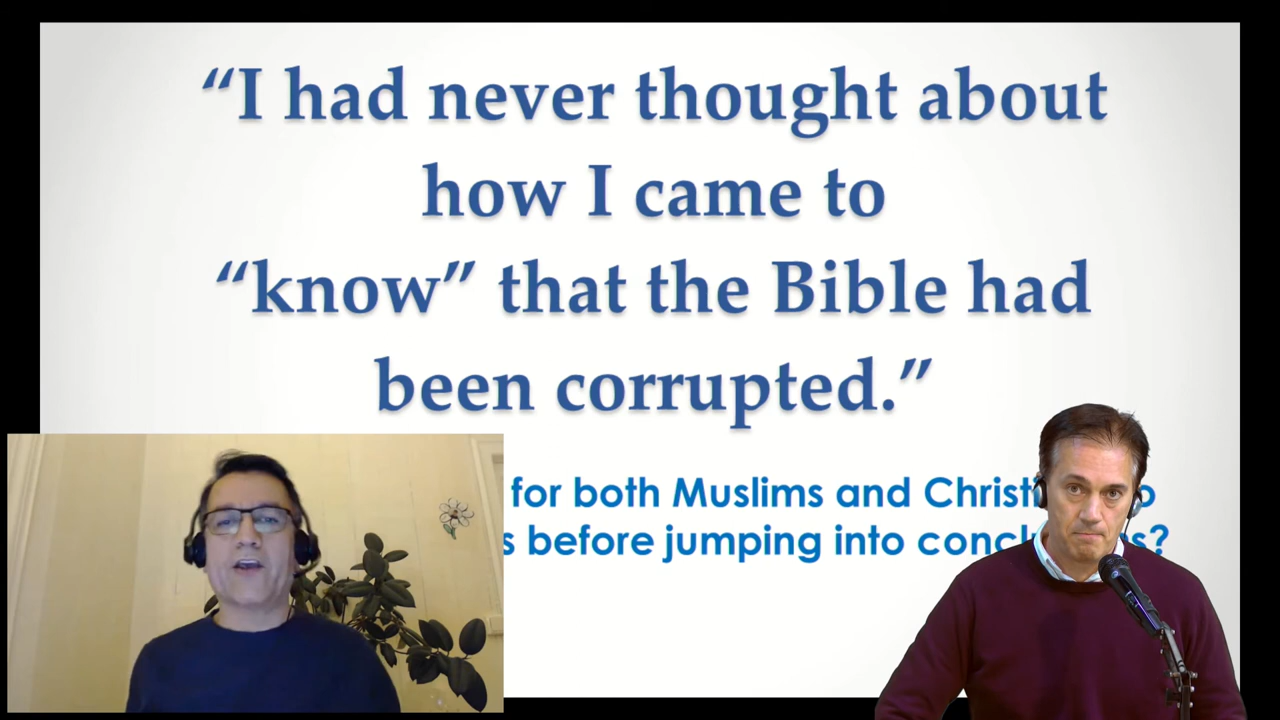 “I had never thought about
how I came to
“know” that the Bible had
been corrupted.”
for both Muslims and
before jumping into